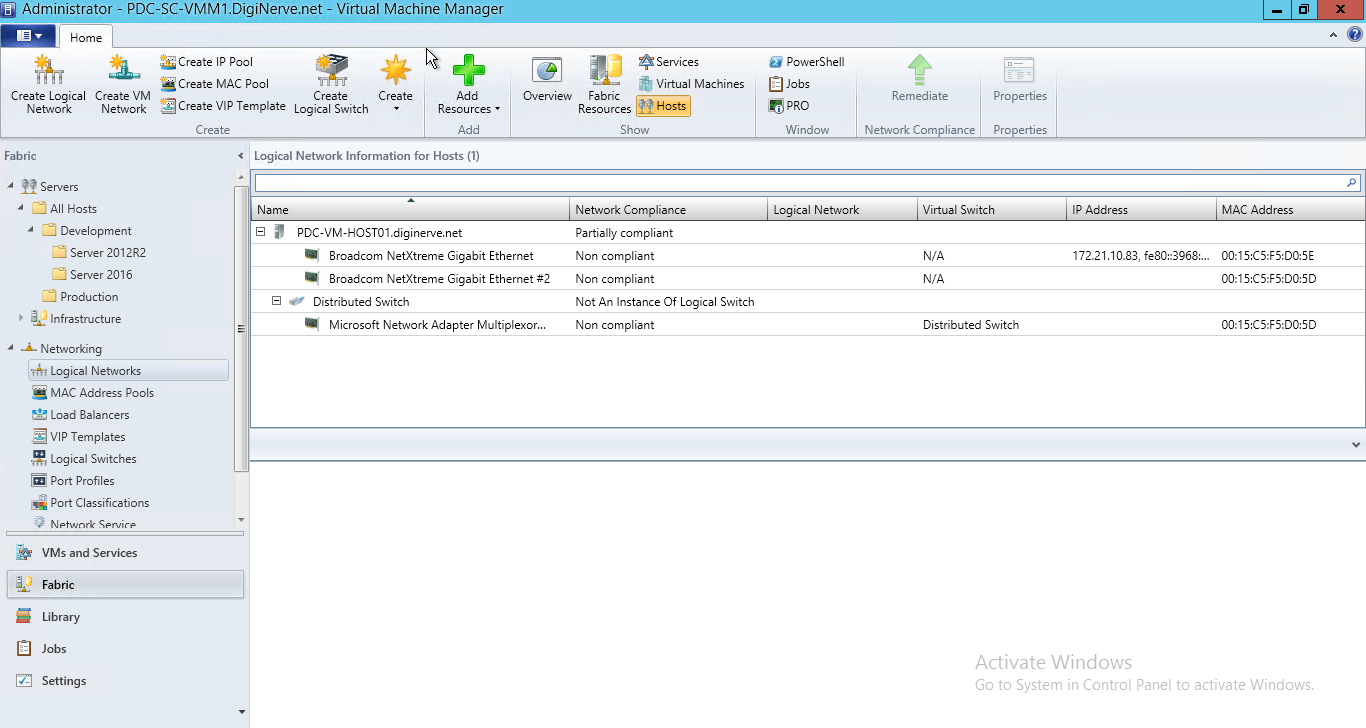 Administrator - PDC-SC-VMM1.DigiNerve.net - Virtual Machine Manager
Home
Create Logical Network
Create VM Network
Create IP Pool
Create MAC Pool
Create VIP Template
Create Logical Switch
Create
Create
Add Resources
Add
Overview
Fabric Resources
Services
Virtual Machines
Hosts
Show
PowerShell
Jobs
PRO
Window
Remediate
Network Compliance
Properties
Properties
Fabric
Servers
All Hosts
Development
Server 2012R2
Server 2016
Production
Infrastructure
Networking
Logical Networks
MAC Address Pools
Load Balancers
VIP Templates
Logical Switches
Port Profiles
Port Classifications
Network Service
VMs and Services
Fabric
Library
Jobs
Settings
Logical Network Information for Hosts (1)
Name Network Compliance Logical Network Virtual Switch IP Address MAC Address
PDC-VM-HOST01.diginerve.net Partially compliant
Broadcom NetXtreme Gigabit Ethernet Non compliant N/A 172.21.10.83, fe80::3968:... 00:15:C5:F5:D0:5E
Broadcom NetXtreme Gigabit Ethernet #2 Non compliant N/A 00:15:C5:F5:D0:5D
Distributed Switch Not An Instance Of Logical Switch
Microsoft Network Adapter Multiplexor... Non compliant Distributed Switch 00:15:C5:F5:D0:5D
Activate Windows
Go to System in Control Panel to activate Windows.